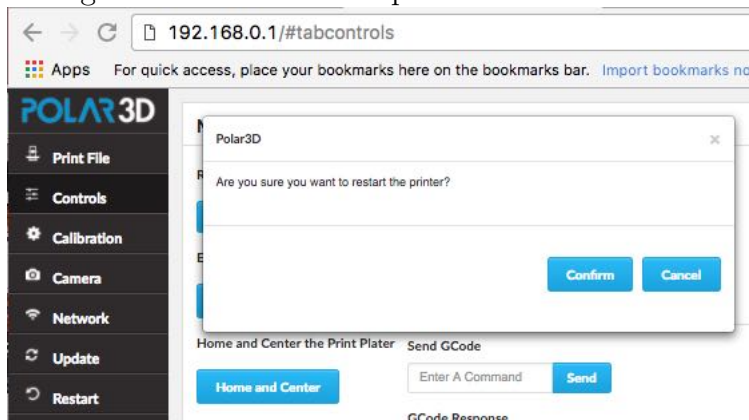 192.168.0.1/#tabcontrols
Apps For quick access, place your bookmarks here on the bookmarks bar. Import bookmarks
POLAR3D
Print File
Controls
Calibration
Camera
Network
Update
Restart
Polar3D
×
Are you sure you want to restart the printer?
Confirm Cancel
Home and Center the Print Plater
Home and Center
Send GCode
Enter A Command Send
GCode Response